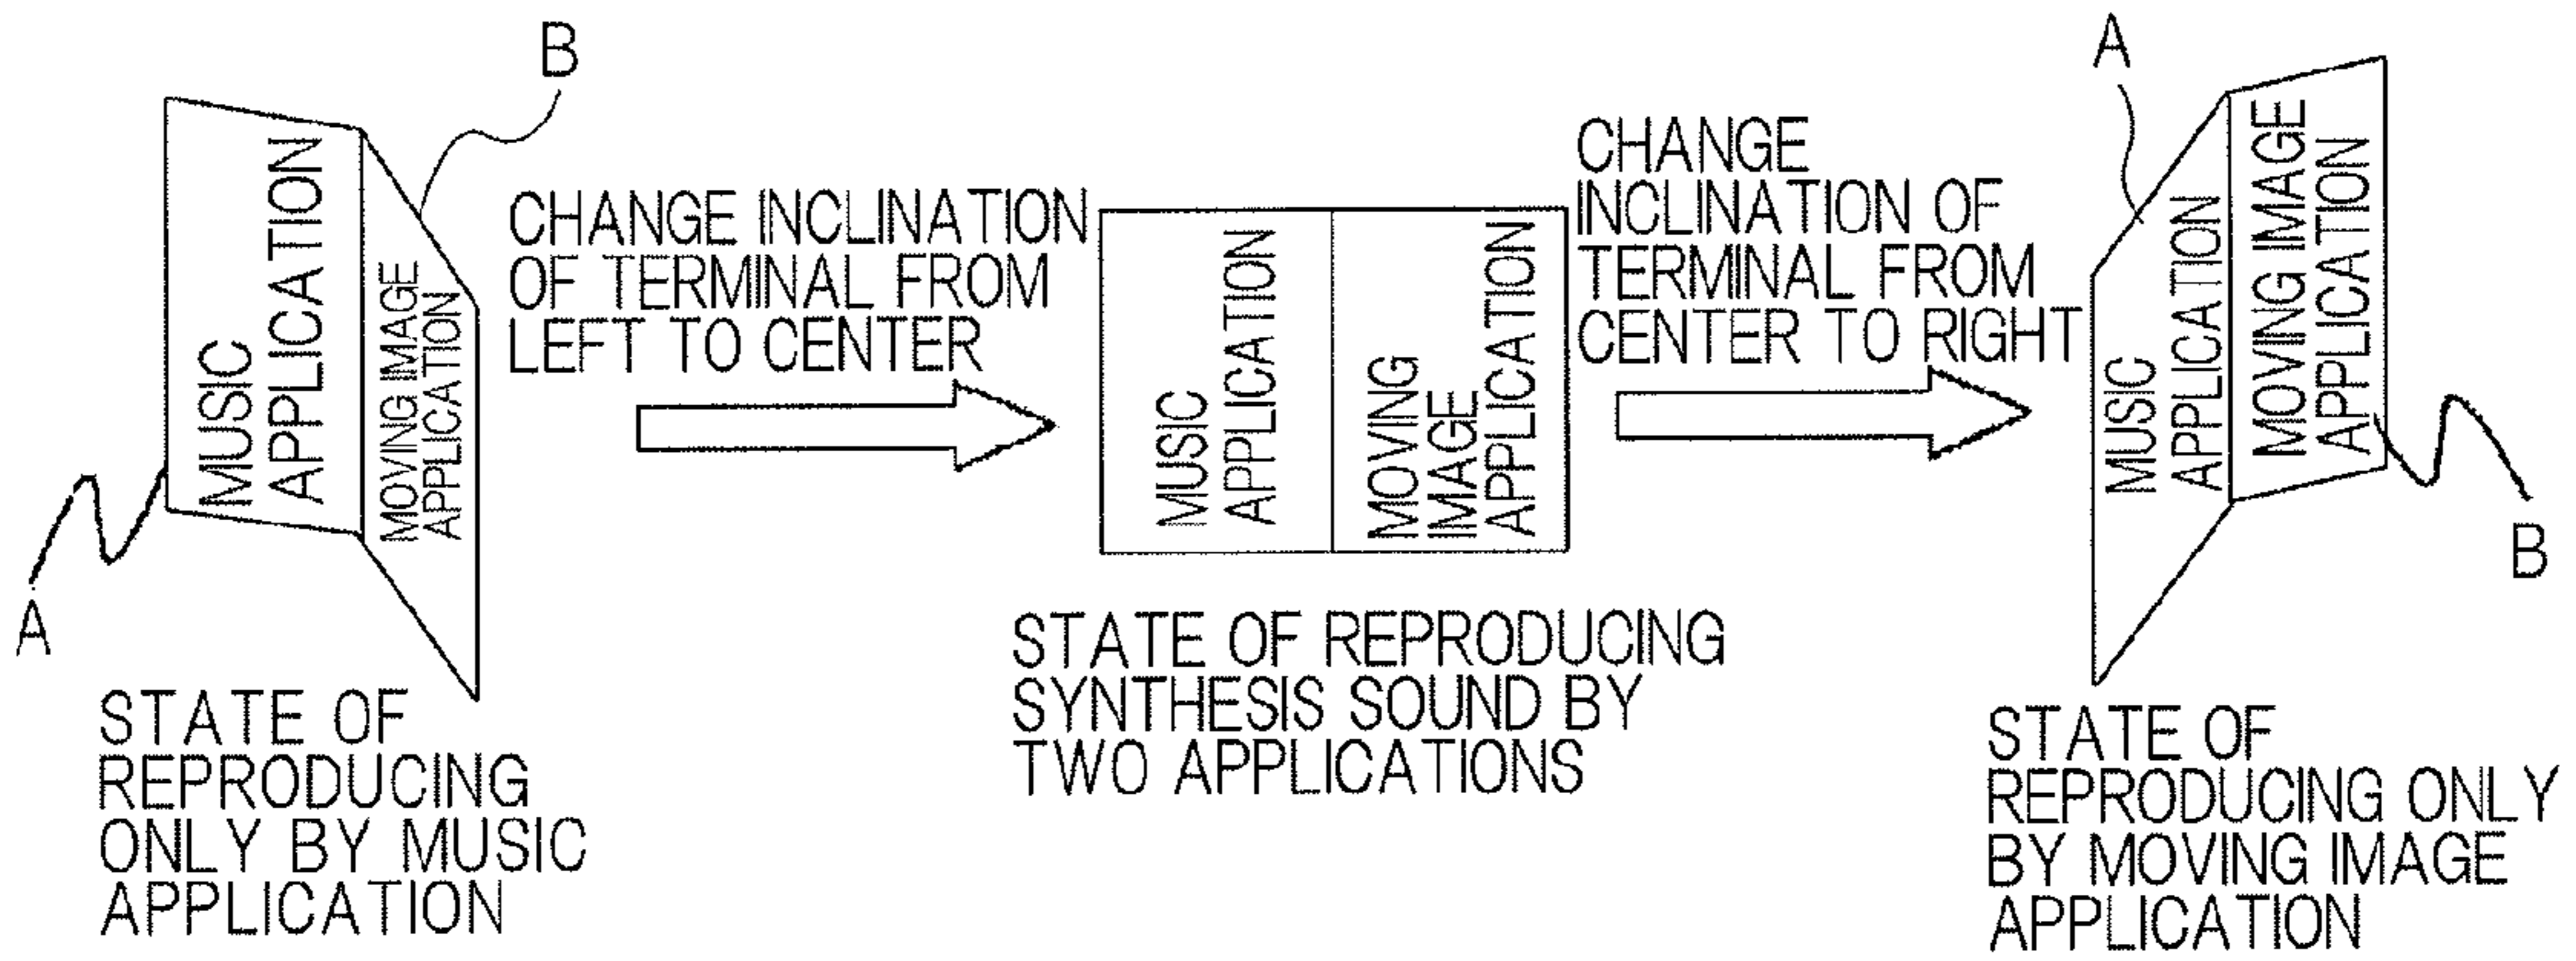 B
A
MUSIC
APPLICATION
MOVING IMAGE
APPLICATION
A
STATE OF
REPRODUCING
ONLY BY MUSIC
APPLICATION
CHANGE INCLINATION
OF TERMINAL FROM
LEFT TO CENTER
MUSIC
APPLICATION
MOVING
IMAGE
APPLICATION
STATE OF REPRODUCING
SYNTHESIS SOUND BY
TWO APPLICATIONS
CHANGE
INCLINATION OF
TERMINAL FROM
CENTER TO RIGHT
MUSIC
APPLICATION
MOVING IMAGE
APPLICATION
B
STATE OF
REPRODUCING ONLY
BY MOVING IMAGE
APPLICATION